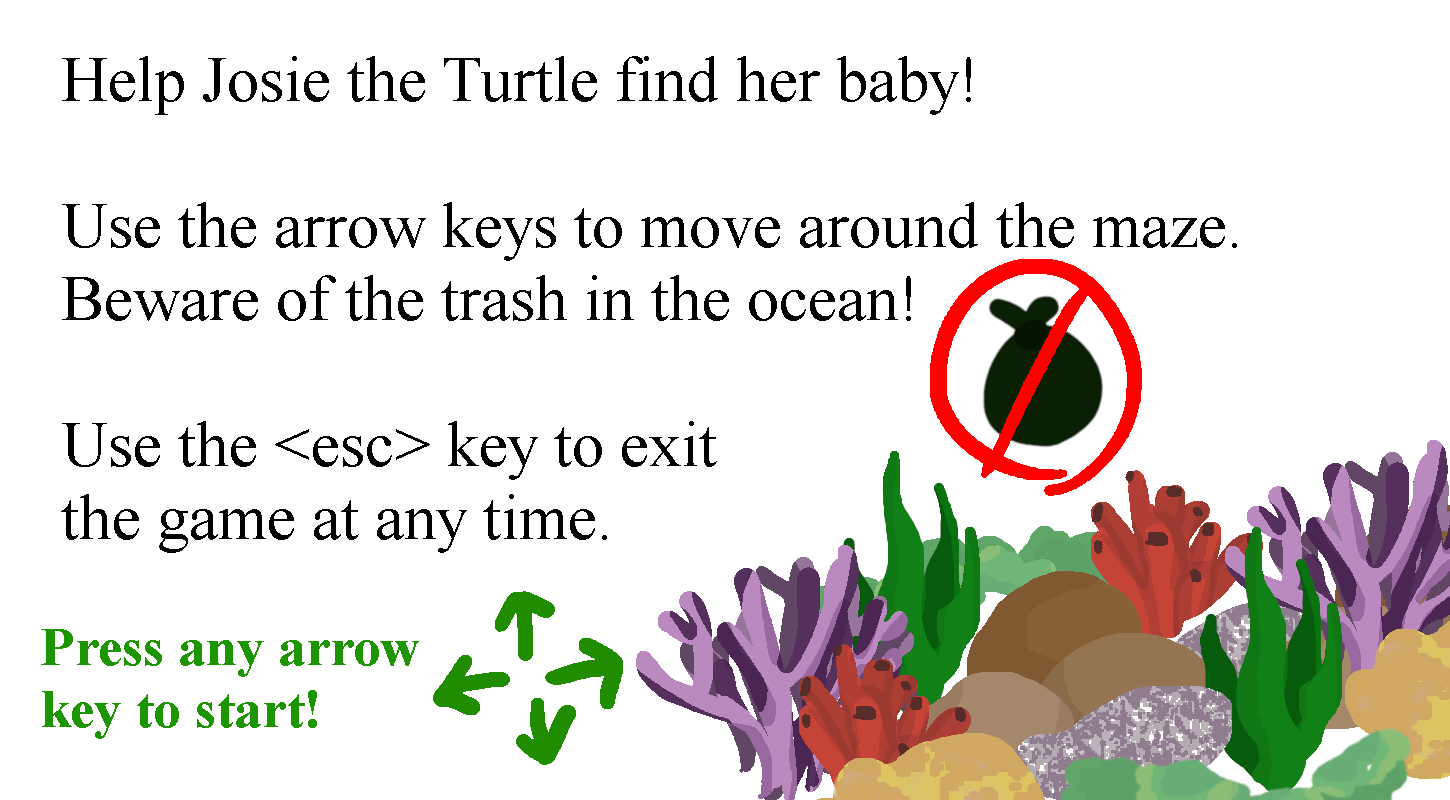 Help Josie the Turtle find her baby!
Use the arrow keys to move around the maze.
Beware of the trash in the ocean!
Use the <esc> key to exit
the game at any time.
Press any arrow
key to start!